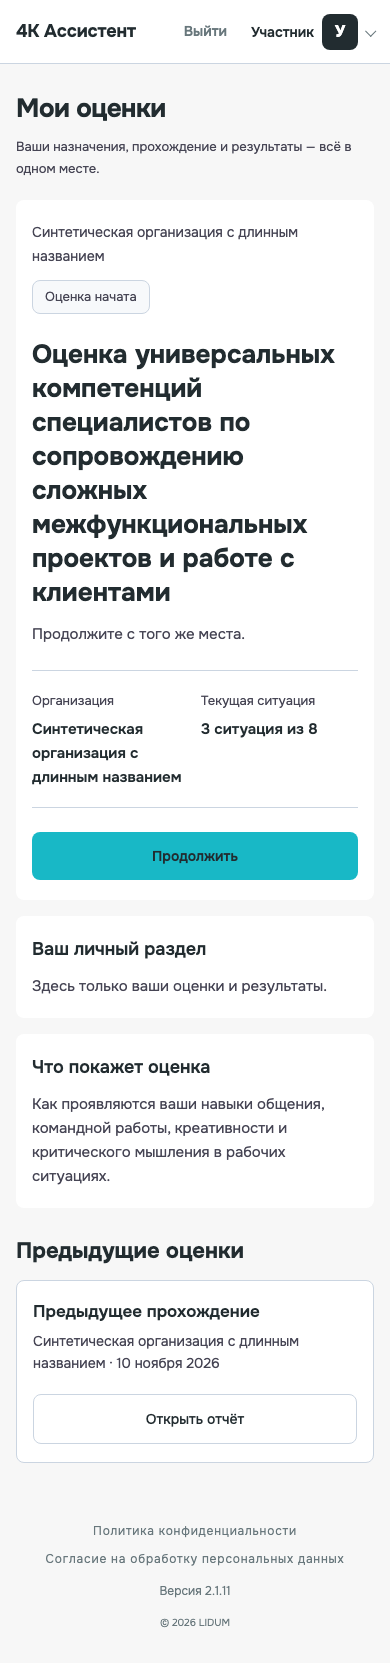 4K Ассистент
Выйти
Участник
У
Мои оценки
Ваши назначения, прохождение и результаты — всё в
одном месте.
Синтетическая организация с длинным
названием
Оценка начата
Оценка универсальных
компетенций
специалистов по
сопровождению
сложных
межфункциональных
проектов и работе с
клиентами
Продолжите с того же места.
Организация
Синтетическая
организация с
длинным названием
Текущая ситуация
3 ситуация из 8
Продолжить
Ваш личный раздел
Здесь только ваши оценки и результаты.
Что покажет оценка
Как проявляются ваши навыки общения,
командной работы, креативности и
критического мышления в рабочих
ситуациях.
Предыдущие оценки
Предыдущее прохождение
Синтетическая организация с длинным
названием · 10 ноября 2026
Открыть отчёт
Политика конфиденциальности
Согласие на обработку персональных данных
Версия 2.1.11
© 2026 LIDUM